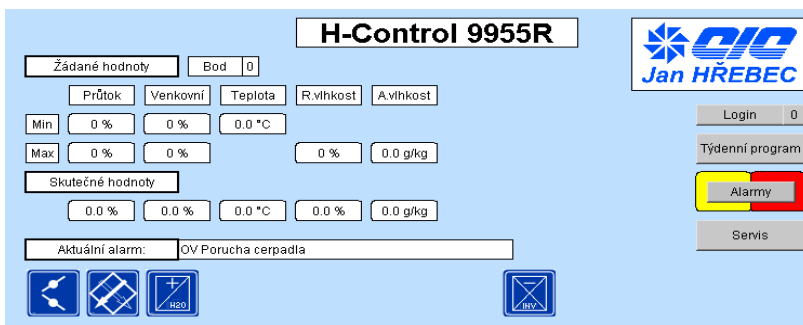 H-Control 9955R
CIC
Jan HŘEBEC
Žádané hodnoty Bod 0
Průtok Venkovní Teplota R.vlhkost A.vlhkost
Login 0
Min 0 % 0 % 0.0 °C
Max 0 % 0 % 0 % 0.0 g/kg
Týdenní program
Skutečné hodnoty
Alarmy
0.0 % 0.0 % 0.0 °C 0.0 % 0.0 g/kg
Servis
Aktuální alarm: OV Porucha cerpadla
H2O
INV